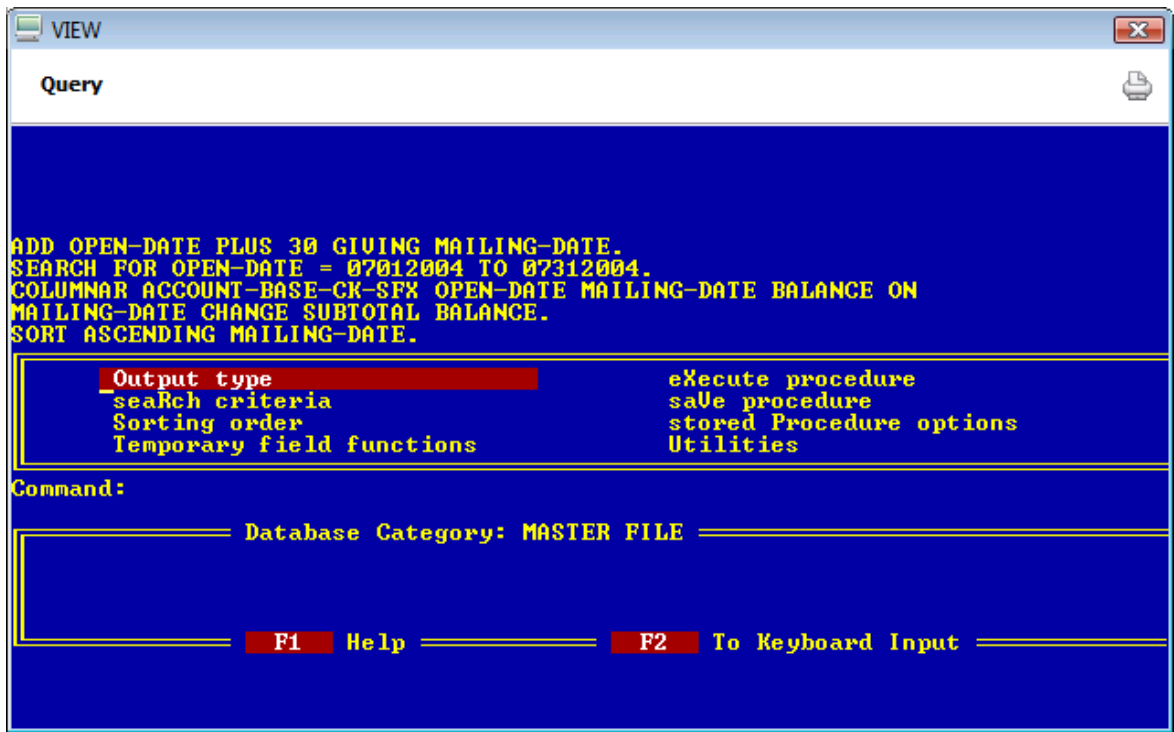 VIEW
Query
ADD OPEN-DATE PLUS 30 GIVING MAILING-DATE.
SEARCH FOR OPEN-DATE = 07012004 TO 07312004.
COLUMNAR ACCOUNT-BASE-CK-SFX OPEN-DATE MAILING-DATE BALANCE ON
MAILING-DATE CHANGE SUBTOTAL BALANCE.
SORT ASCENDING MAILING-DATE.
Output type eXecute procedure
seaRch criteria saVe procedure
Sorting order stored Procedure options
Temporary field functions Utilities
Command:
Database Category: MASTER FILE
F1 Help F2 To Keyboard Input